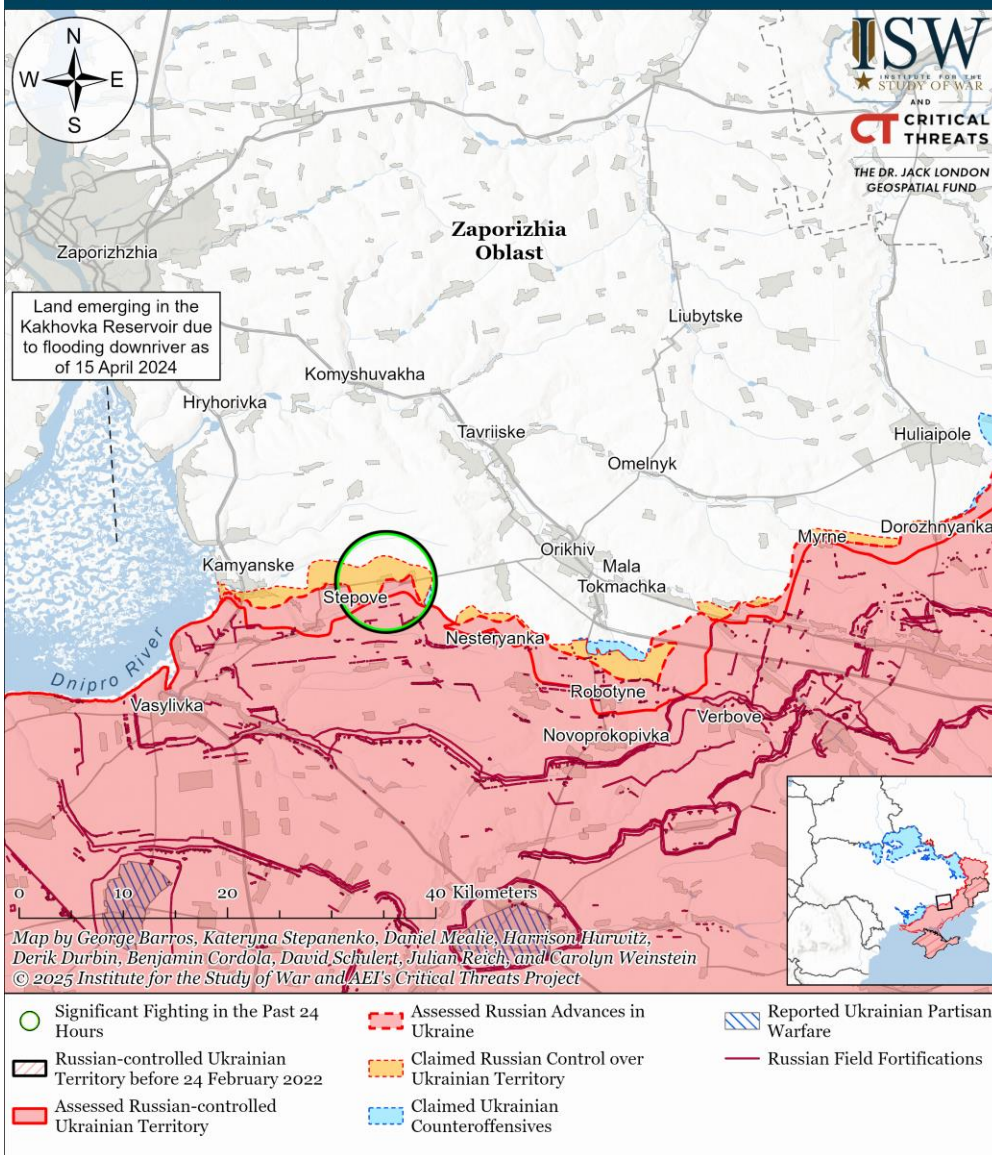 N
W
E
S
ISW
INSTITUTE FOR THE
STUDY OF WAR
AND
CT CRITICAL
THREATS
THE DR. JACK LONDON
GEOSPATIAL FUND
Zaporizhia
Oblast
Zaporizhzhia
Land emerging in the
Kakhovka Reservoir due
to flooding downriver as
of 15 April 2024
Liubytske
Komyshuvakha
Hryhorivka
Tavriiske
Huliaipole
Omelnyk
Dorozhnyanka
Myrne
Orikhiv
Kamyanske
Mala
Tokmachka
Stepove
Nesteryanka
Dnipro River
Robotyne
Vasylivka
Verbove
Novoprokopivka
0 10 20 40 Kilometers
Map by George Barros, Kateryna Stepanenko, Daniel Mealie, Harrison Hurwitz,
Derik Durbin, Benjamin Cordola, David Schulert, Julian Reich, and Carolyn Weinstein
© 2025 Institute for the Study of War and AEI's Critical Threats Project
Significant Fighting in the Past 24
Hours
Russian-controlled Ukrainian
Territory before 24 February 2022
Assessed Russian-controlled
Ukrainian Territory
Assessed Russian Advances in
Ukraine
Claimed Russian Control over
Ukrainian Territory
Claimed Ukrainian
Counteroffensives
Reported Ukrainian Partisan
Warfare
Russian Field Fortifications